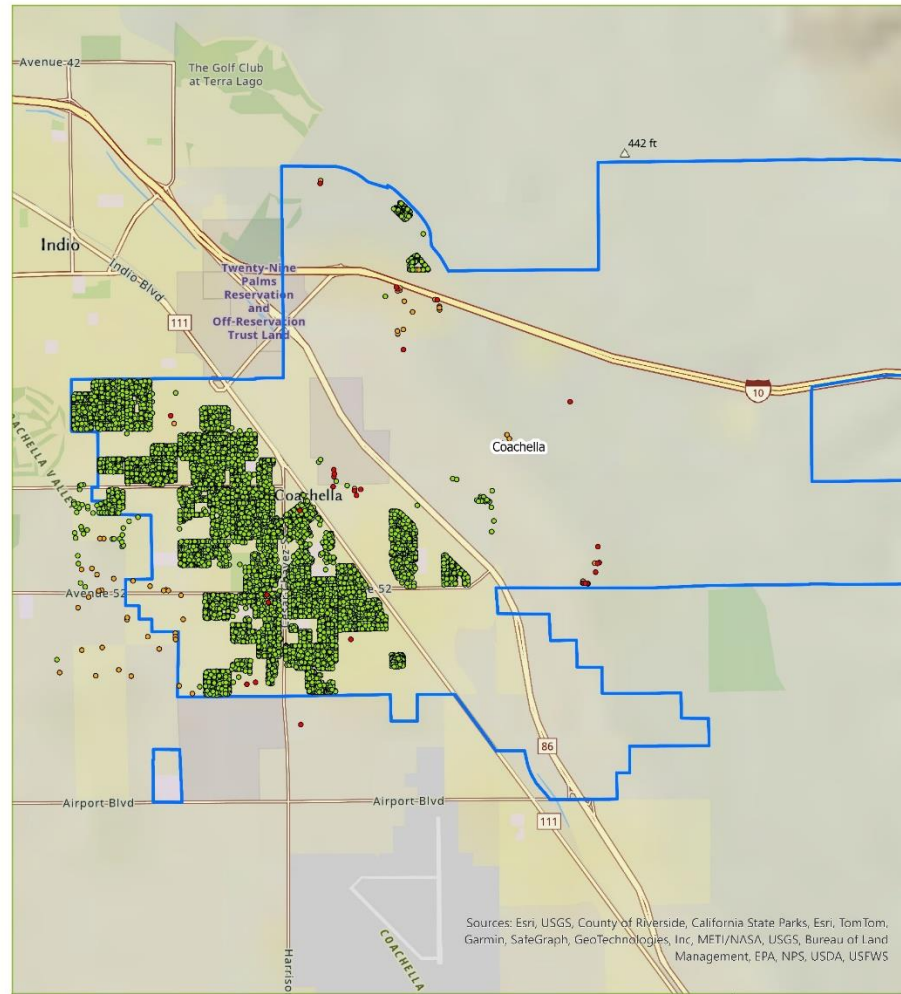 Avenue 42
The Golf Club
at Terra Lago
442 ft
Indio
Indio Blvd
Twenty-Nine
Palms
Reservation
and
Off-Reservation
Trust Land
111
10
COACHELLA VALLEY
Coachella
Coachella
Avenue 52
52
86
Airport Blvd
Airport Blvd
111
Harriso
COACHELLA
Sources: Esri, USGS, County of Riverside, California State Parks, Esri, TomTom,
Garmin, SafeGraph, GeoTechnologies, Inc, METI/NASA, USGS, Bureau of Land
Management, EPA, NPS, USDA, USFWS